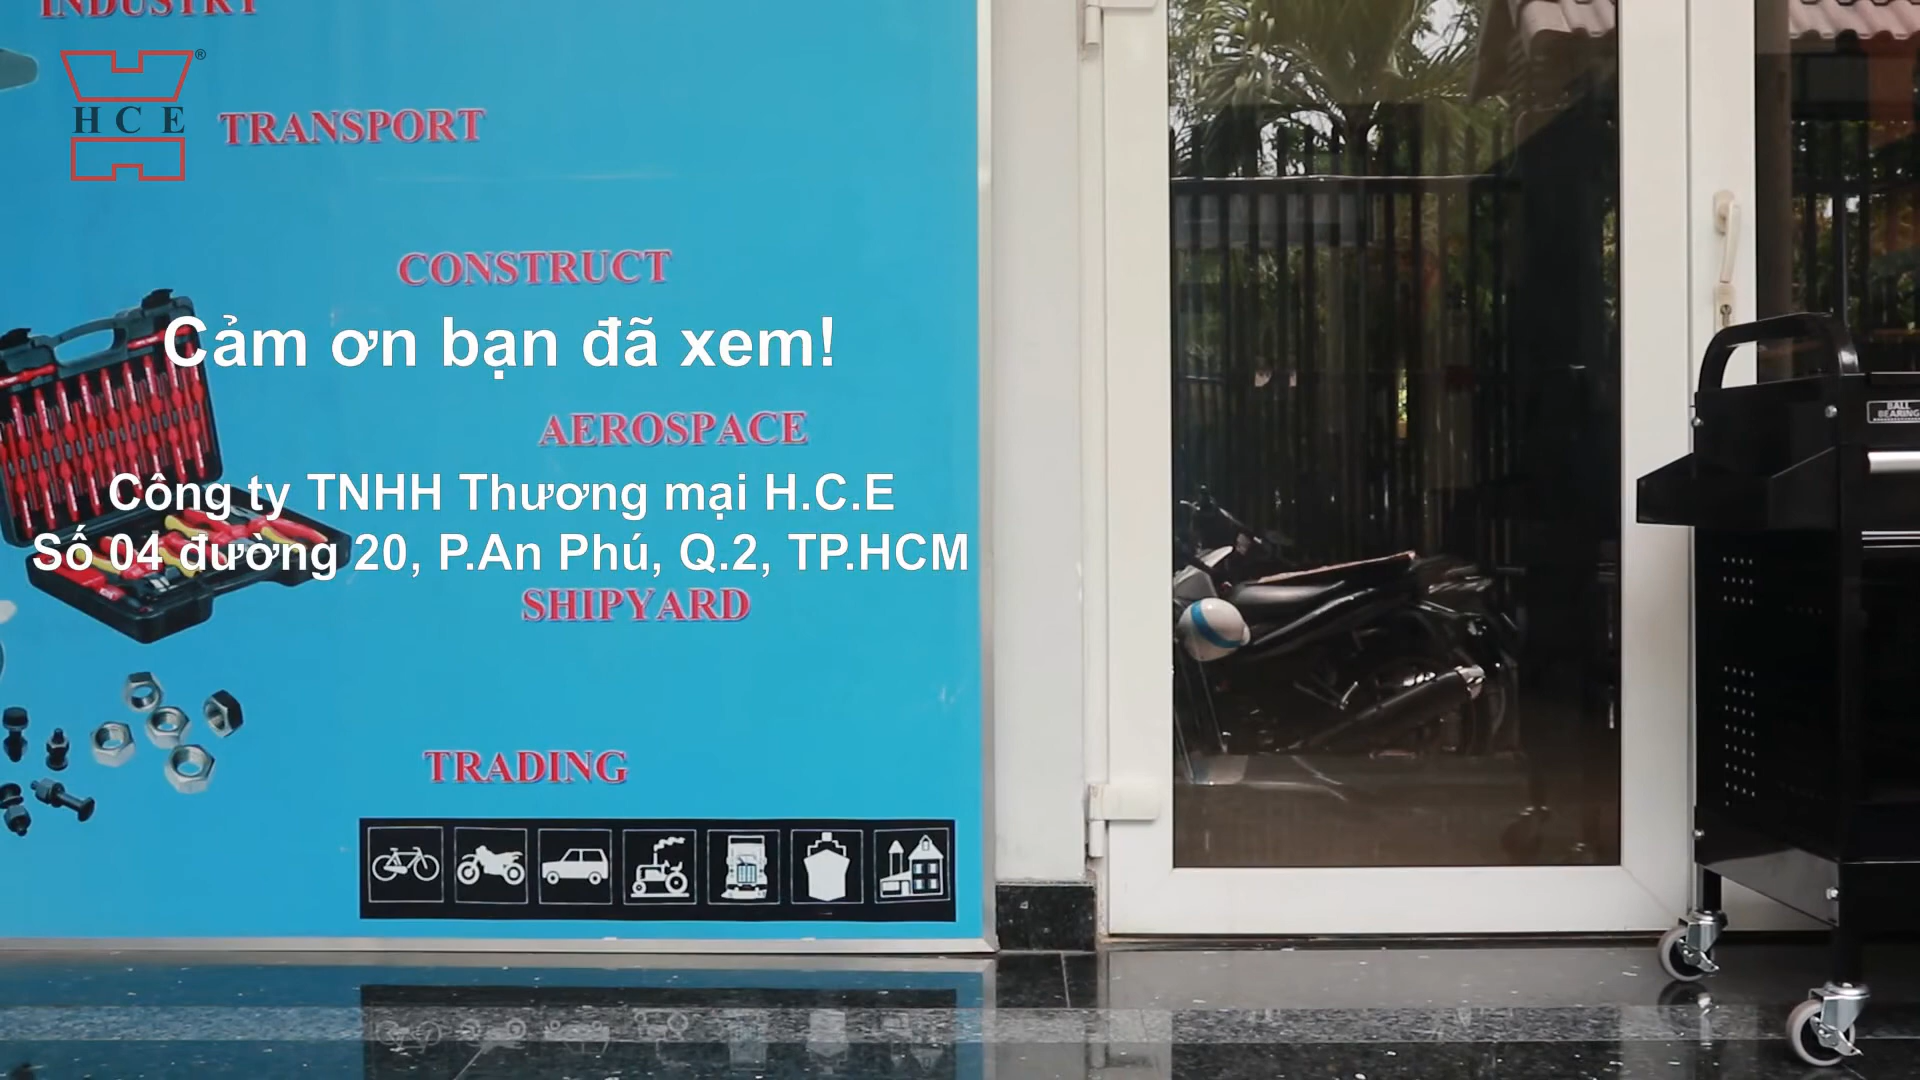 INDUSTRY
®
H C E
TRANSPORT
CONSTRUCT
Cảm ơn bạn đã xem!
AEROSPACE
Công ty TNHH Thương mại H.C.E
Số 04 đường 20, P.An Phú, Q.2, TP.HCM
SHIPYARD
TRADING
BALL
BEARING